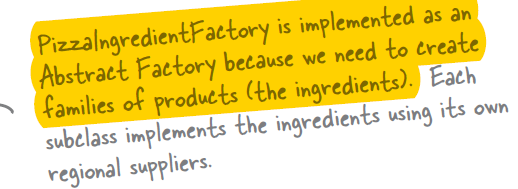 PizzaIngredientFactory is implemented as an
Abstract Factory because we need to create
families of products (the ingredients). Each
subclass implements the ingredients using its own
regional suppliers.